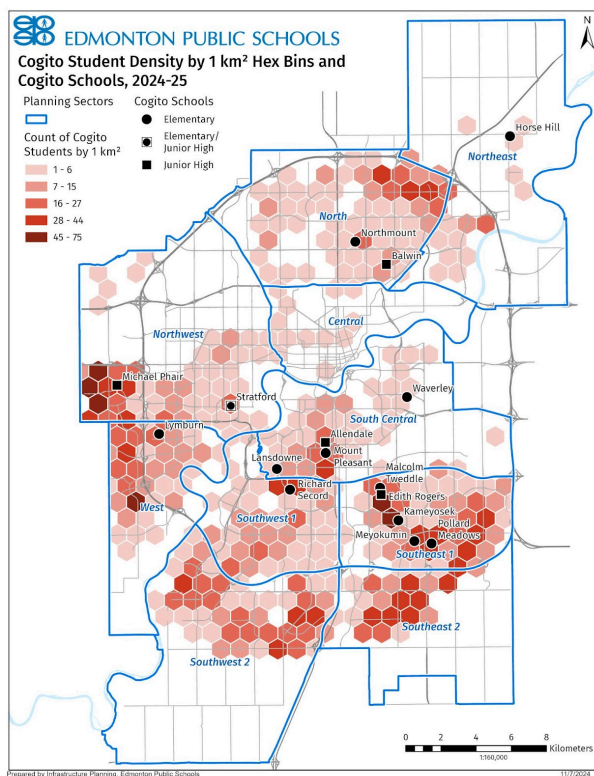 EDMONTON PUBLIC SCHOOLS
Cogito Student Density by 1 km² Hex Bins and
Cogito Schools, 2024-25
Planning Sectors
Cogito Schools
Elementary
Elementary/
Junior High
Junior High
Count of Cogito
Students by 1 km²
1 - 6
7 - 15
16 - 27
28 - 44
45 - 75
N
Horse Hill
Northeast
North
Northmount
Balwin
Central
Northwest
Michael Phair
Stratford
Waverley
South Central
Lymburn
Allendale
Mount
Pleasant
Lansdowne
Malcolm
Tweddle
Richard
Secord
Edith Rogers
West
Southwest 1
Kameyosek
Pollard
Meadows
Meyokumin
Southeast 1
Southeast 2
Southwest 2
0 2 4 6 8
Kilometers
1:160,000
Prepared by Infrastructure Planning, Edmonton Public Schools
11/7/2024